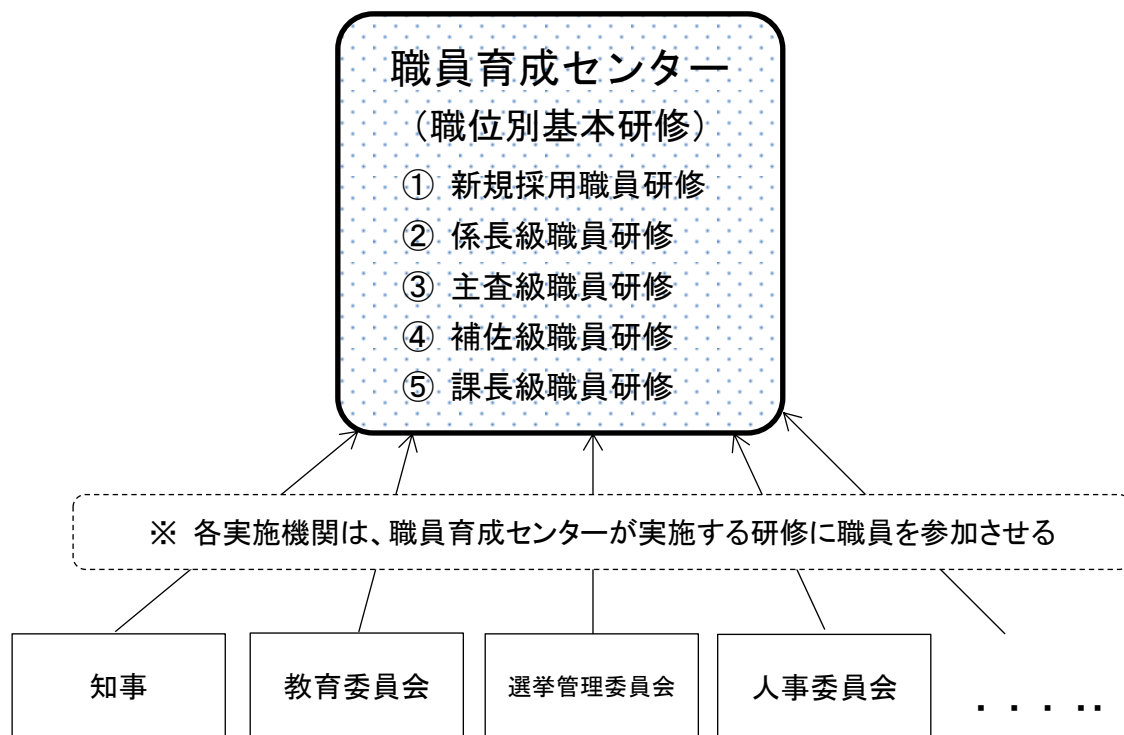 職員育成センター
（職位別基本研修）
① 新規採用職員研修
② 係長級職員研修
③ 主査級職員研修
④ 補佐級職員研修
⑤ 課長級職員研修
※ 各実施機関は、職員育成センターが実施する研修に職員を参加させる
知事
教育委員会
選挙管理委員会
人事委員会
・・・・・